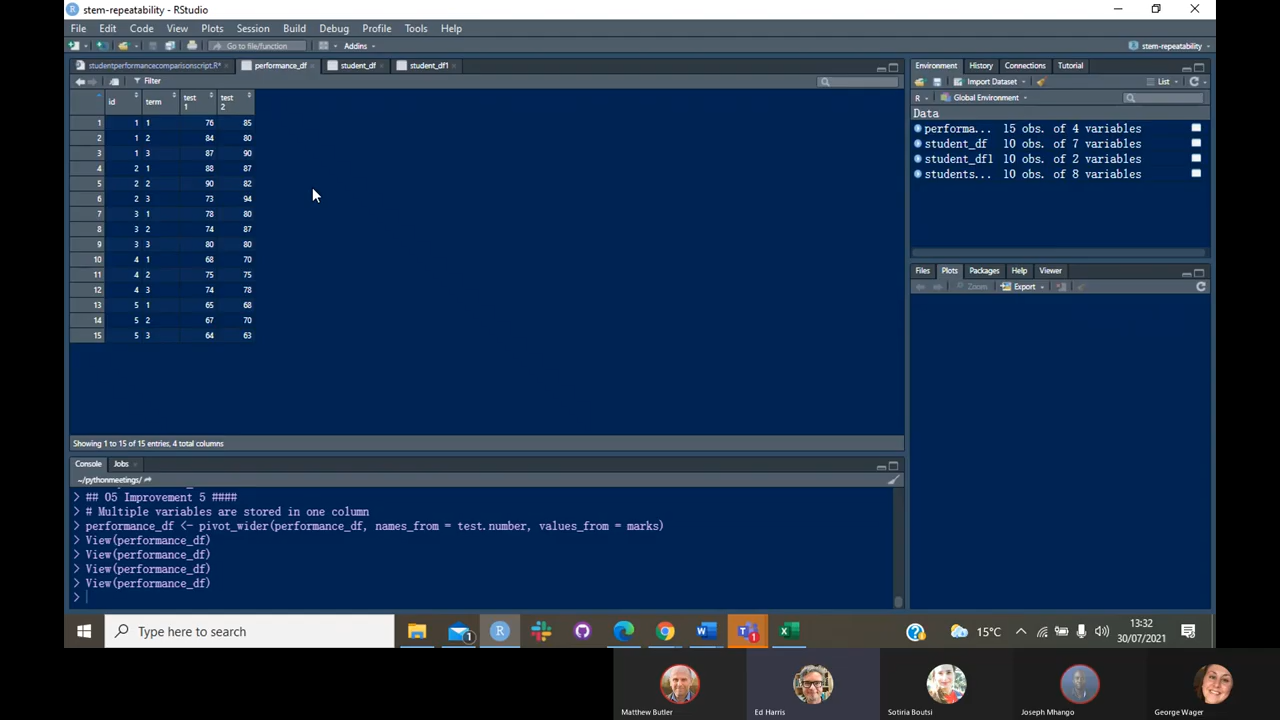 stem-repeatability - RStudio
File Edit Code View Plots Session Build Debug Profile Tools Help
Go to file/function Addins stem-repeatability
studentperformancecomparisonscript.R* performance_df student_df student_df1
Filter
id term test 1 test 2
1 1 1 76 85
2 1 2 84 80
3 1 3 87 90
4 2 1 88 87
5 2 2 90 82
6 2 3 73 94
7 3 1 78 80
8 3 2 74 87
9 3 3 80 80
10 4 1 68 70
11 4 2 75 75
12 4 3 74 78
13 5 1 65 68
14 5 2 67 70
15 5 3 64 63
Showing 1 to 15 of 15 entries, 4 total columns
Console Jobs
~/pythonmeetings/
> ## O5 Improvement 5 ####
> # Multiple variables are stored in one column
> performance_df <- pivot_wider(performance_df, names_from = test.number, values_from = marks)
> View(performance_df)
> View(performance_df)
> View(performance_df)
> View(performance_df)
>
Environment History Connections Tutorial
Import Dataset List
R Global Environment
Data
performa... 15 obs. of 4 variables
student_df 10 obs. of 7 variables
student_df1 10 obs. of 2 variables
students... 10 obs. of 8 variables
Files Plots Packages Help Viewer
Zoom Export
Type here to search
15°C
13:32
30/07/2021
Matthew Butler
Ed Harris
Sotiria Boutsi
Joseph Mhango
George Wager